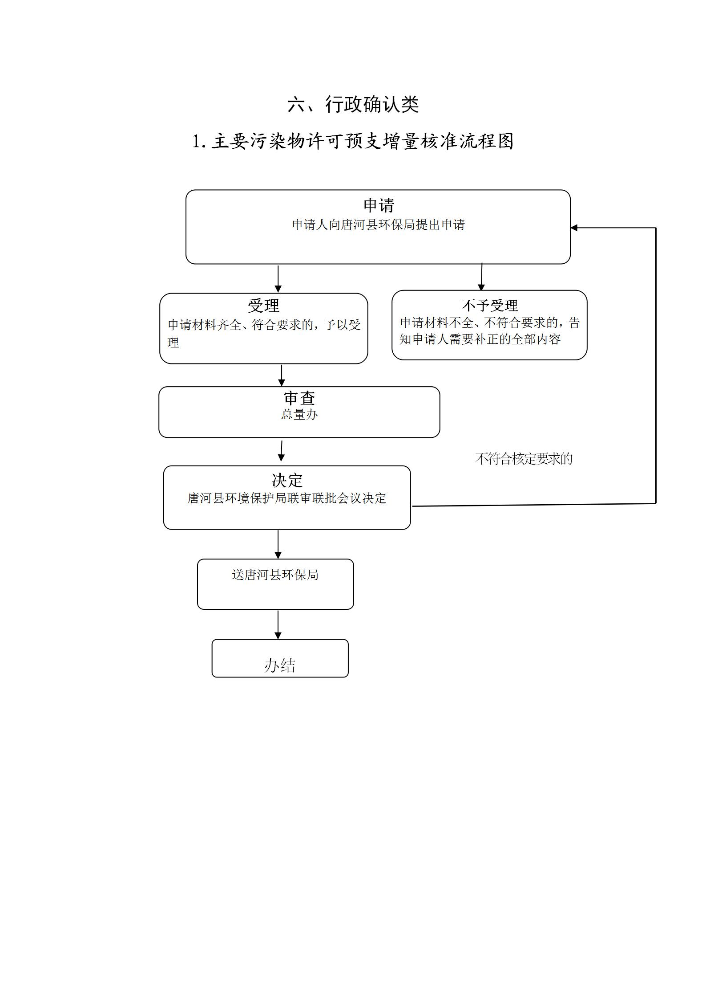 六、行政确认类
1.主要污染物许可预支增量核准流程图
申请
申请人向唐河县环保局提出申请
受理
申请材料齐全、符合要求的，予以受
理
不予受理
申请材料不全、不符合要求的，告
知申请人需要补正的全部内容
审查
总量办
不符合核定要求的
决定
唐河县环境保护局联审联批会议决定
送唐河县环保局
办结